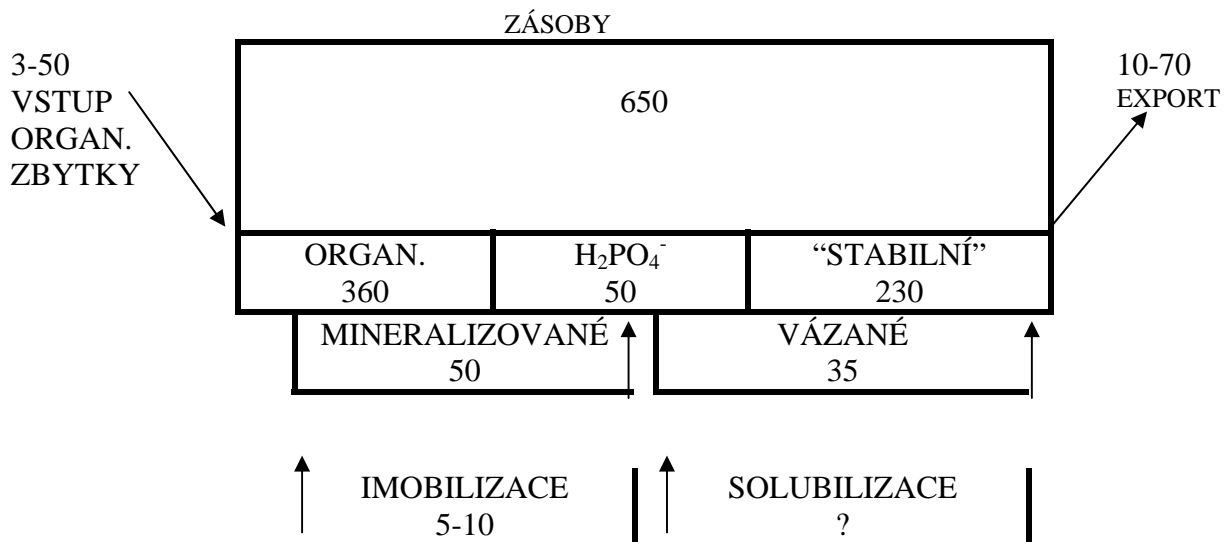 ZÁSOBY
3-50
VSTUP
ORGAN.
ZBYTKY
650
10-70
EXPORT
ORGAN.
360
H₂PO₄⁻
50
“STABILNÍ”
230
MINERALIZOVANÉ
50
VÁZANÉ
35
IMOBILIZACE
5-10
SOLUBILIZACE
?